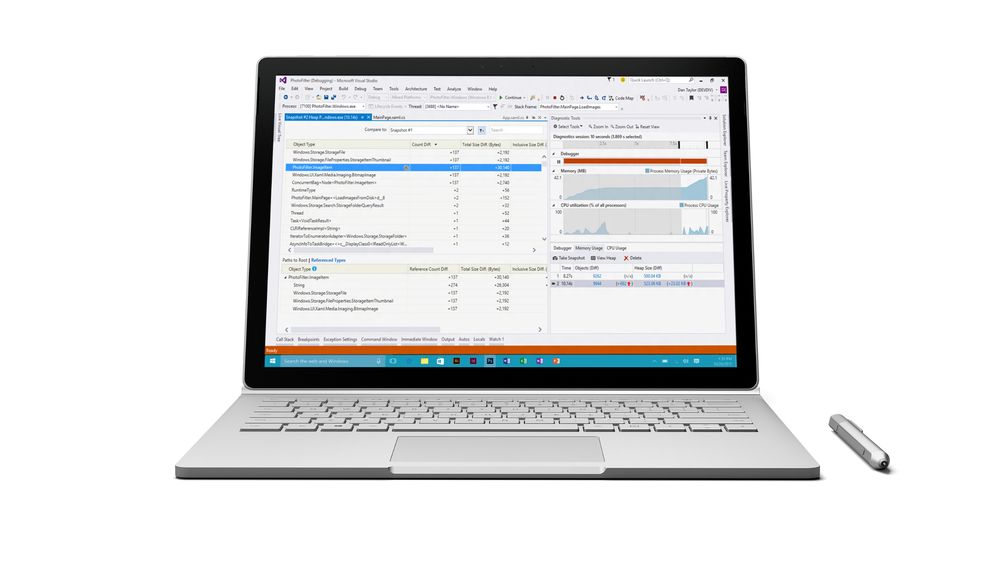 PhotoFilter (Debugging) - Microsoft Visual Studio
1
Quick Launch (Ctrl+Q)
File Edit View Project Build Debug Team Tools Architecture Test Analyze Window Help
Dan Taylor (DEVDIV)
Debug Mixed Platforms PhotoFilter.Windows (Windows 8.1 Continue Code Map
Process: [7100] PhotoFilter.Windows.exe Lifecycle Events Thread: [3688] <No Name> Stack Frame: PhotoFilter.MainPage.LoadImages
Live Visual Tree
Snapshot #2 Heap P...ndows.exe (10.14s) MainPage.xaml.cs App.xaml.cs
Compare to: Snapshot #1 Search
Object Type Count Diff. Total Size Diff. (Bytes) Inclusive Size Diff. (
Windows.Storage.StorageFile +137 +2,192
Windows.Storage.FileProperties.StorageItemThumbnail +137 +2,192
PhotoFilter.ImageItem +137 +30,140
Windows.UI.Xaml.Media.Imaging.BitmapImage +137 +2,192
ConcurrentBag+Node<PhotoFilter.ImageItem> +137 +2,740
RuntimeType +2 +56
PhotoFilter.MainPage+<LoadImagesFromDisk>d__8 +2 +152
Windows.Storage.Search.StorageFolderQueryResult +2 +32
Thread +1 +52
Task<VoidTaskResult> +1 +44
CLRIReferenceImpl<String> +1 +20
IteratorToEnumeratorAdapter<Windows.Storage.StorageFolder> +1 +36
AsyncInfoToTaskBridge+<>c__DisplayClass0<IReadOnlyList<W... +1 +12
Paths to Root | Referenced Types
Object Type Reference Count Diff. Total Size Diff. (Bytes) Inclusive Size Diff. (
PhotoFilter.ImageItem +137 +30,140
String +274 +26,304
Windows.Storage.StorageFile +137 +2,192
Windows.Storage.FileProperties.StorageItemThumbnail +137 +2,192
Windows.UI.Xaml.Media.Imaging.BitmapImage +137 +2,192
Diagnostic Tools
Select Tools Zoom In Zoom Out Reset View
Diagnostics session: 10 seconds (1.869 s selected)
2.5s 5s 7.5s
Debugger
Memory (MB) Process Memory Usage (Private Bytes)
42.1 42.1
0 0
CPU utilization (% of all processors) Process CPU Usage
100 100
0 0
Debugger Memory Usage CPU Usage
Take Snapshot View Heap Delete
Time Objects (Diff) Heap Size (Diff)
1 8.27s 9262 (n/a) 500.04 KB (n/a)
2 10.14s 9944 (+682 ) 523.06 KB (+23.02 KB )
Solution Explorer
Team Explorer
Live Property Explorer
Call Stack Breakpoints Exception Settings Command Window Immediate Window Output Autos Locals Watch 1
Ready
Search the web and Windows
Ai Id Ps
4:30 PM
10/26/2015
Q W E R T Y U I O P
A S D F G H J K L
Z X C V B N M